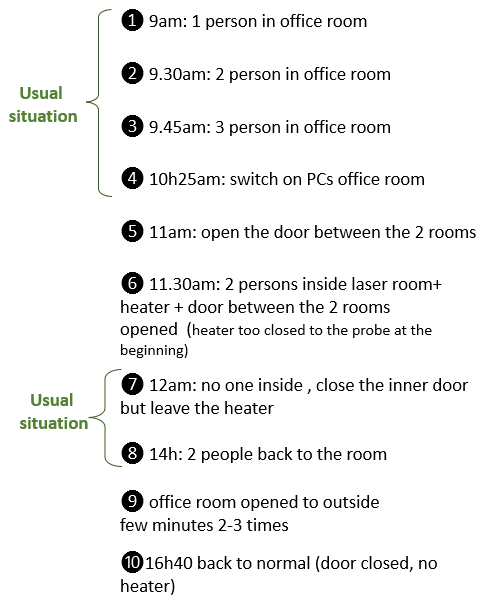 ❶ 9am: 1 person in office room
❷ 9.30am: 2 person in office room
Usual
situation
❸ 9.45am: 3 person in office room
❹ 10h25am: switch on PCs office room
❺ 11am: open the door between the 2 rooms
❻ 11.30am: 2 persons inside laser room+
heater + door between the 2 rooms
opened (heater too closed to the probe at the
beginning)
Usual
situation
❼ 12am: no one inside , close the inner door
but leave the heater
❽ 14h: 2 people back to the room
❾ office room opened to outside
few minutes 2-3 times
❿16h40 back to normal (door closed, no
heater)